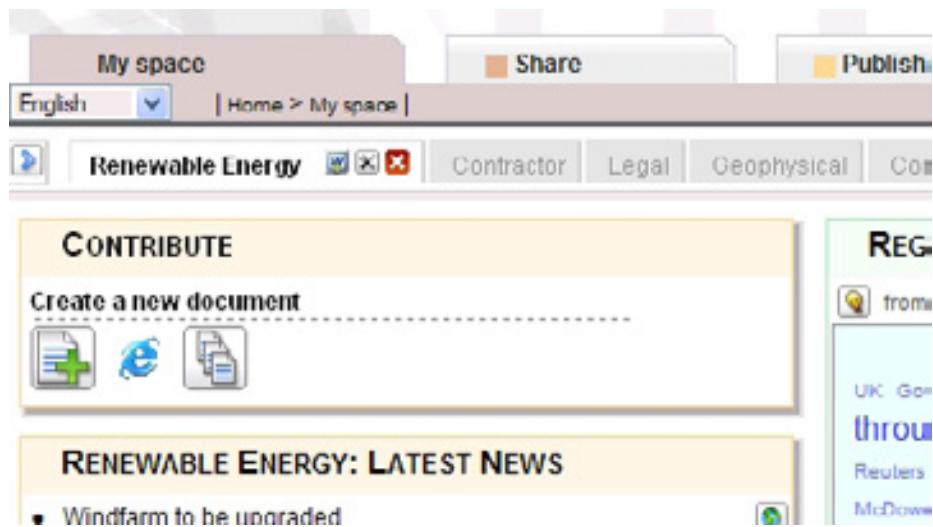 My space Share
English | Home > My space |
Renewable Energy Contractor Legal Geophysical
CONTRIBUTE
Create a new document
RENEWABLE ENERGY: LATEST NEWS
• Windfarm to be upgraded
UK
Reuters